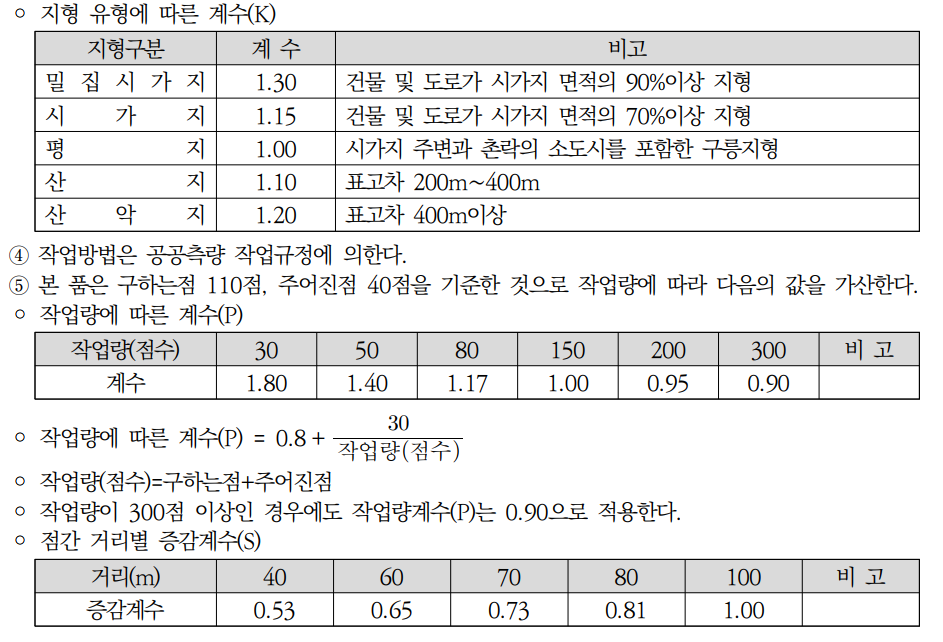 ○ 지형 유형에 따른 계수(K)
지형구분 계 수 비고
밀 집 시 가 지 1.30 건물 및 도로가 시가지 면적의 90%이상 지형
시 가 지 1.15 건물 및 도로가 시가지 면적의 70%이상 지형
평 지 1.00 시가지 주변과 촌락의 소도시를 포함한 구릉지형
산 지 1.10 표고차 200m~400m
산 악 지 1.20 표고차 400m이상
④ 작업방법은 공공측량 작업규정에 의한다.
⑤ 본 품은 구하는점 110점, 주어진점 40점을 기준한 것으로 작업량에 따라 다음의 값을 가산한다.
○ 작업량에 따른 계수(P)
작업량(점수) 30 50 80 150 200 300 비 고
계수 1.80 1.40 1.17 1.00 0.95 0.90
○ 작업량에 따른 계수(P) = 0.8 + 30 / 작업량(점수)
○ 작업량(점수)=구하는점+주어진점
○ 작업량이 300점 이상인 경우에도 작업량계수(P)는 0.90으로 적용한다.
○ 점간 거리별 증감계수(S)
거리(m) 40 60 70 80 100 비 고
증감계수 0.53 0.65 0.73 0.81 1.00